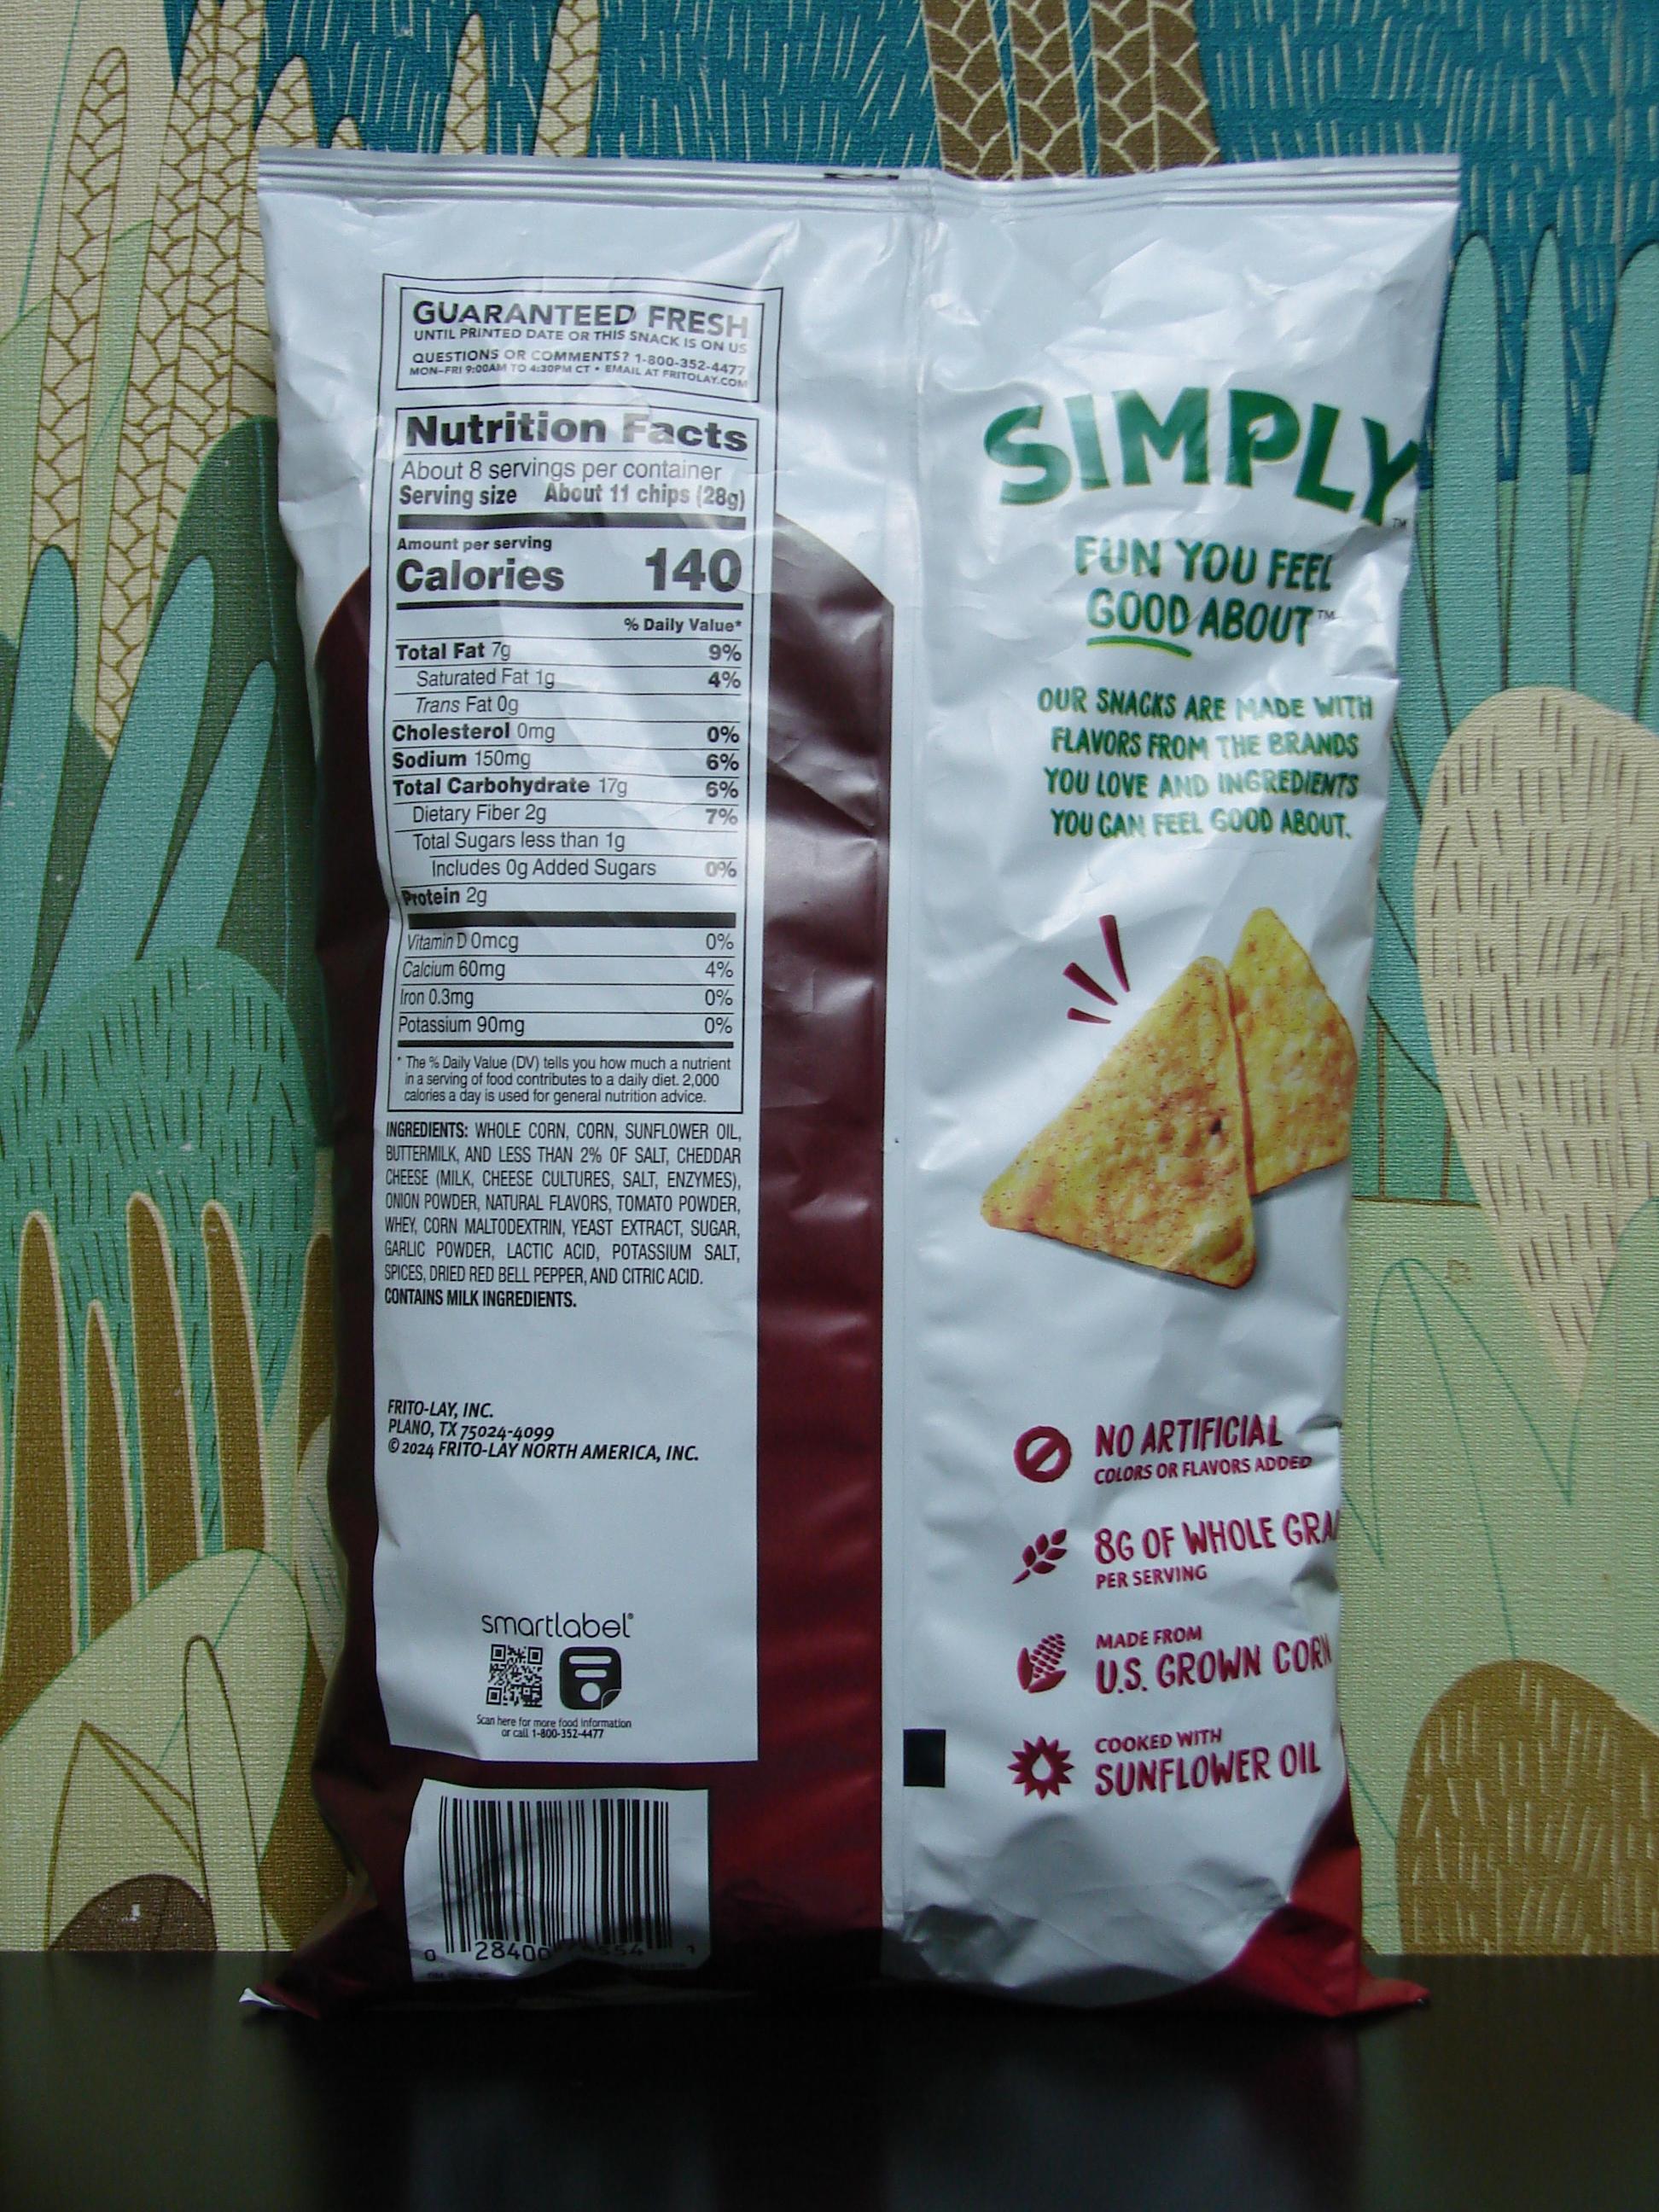 GUARANTEED FRESH
UNTIL PRINTED DATE OR THIS SNACK IS ON US
QUESTIONS OR COMMENTS? 1-800-352-4477
MON-FRI 9:00AM TO 4:30PM CT • EMAIL AT FRITOLAY.COM
Nutrition Facts
About 8 servings per container
Serving size About 11 chips (28g)
Amount per serving
Calories 140
% Daily Value*
Total Fat 7g 9%
Saturated Fat 1g 4%
Trans Fat 0g
Cholesterol 0mg 0%
Sodium 150mg 6%
Total Carbohydrate 17g 6%
Dietary Fiber 2g 7%
Total Sugars less than 1g
Includes 0g Added Sugars 0%
Protein 2g
Vitamin D 0mcg 0%
Calcium 60mg 4%
Iron 0.3mg 0%
Potassium 90mg 0%
* The % Daily Value (DV) tells you how much a nutrient
in a serving of food contributes to a daily diet. 2,000
calories a day is used for general nutrition advice.
INGREDIENTS: WHOLE CORN, CORN, SUNFLOWER OIL,
BUTTERMILK, AND LESS THAN 2% OF SALT, CHEDDAR
CHEESE (MILK, CHEESE CULTURES, SALT, ENZYMES),
ONION POWDER, NATURAL FLAVORS, TOMATO POWDER,
WHEY, CORN MALTODEXTRIN, YEAST EXTRACT, SUGAR,
GARLIC POWDER, LACTIC ACID, POTASSIUM SALT,
SPICES, DRIED RED BELL PEPPER, AND CITRIC ACID.
CONTAINS MILK INGREDIENTS.
FRITO-LAY, INC.
PLANO, TX 75024-4099
© 2024 FRITO-LAY NORTH AMERICA, INC.
smartlabel®
Scan here for more food information
or call 1-800-352-4477
0 28400 1
SIMPLY™
FUN YOU FEEL
GOOD ABOUT™
OUR SNACKS ARE MADE WITH
FLAVORS FROM THE BRANDS
YOU LOVE AND INGREDIENTS
YOU CAN FEEL GOOD ABOUT.
NO ARTIFICIAL
COLORS OR FLAVORS ADDED
8G OF WHOLE GRAI
PER SERVING
MADE FROM
U.S. GROWN CORN
COOKED WITH
SUNFLOWER OIL